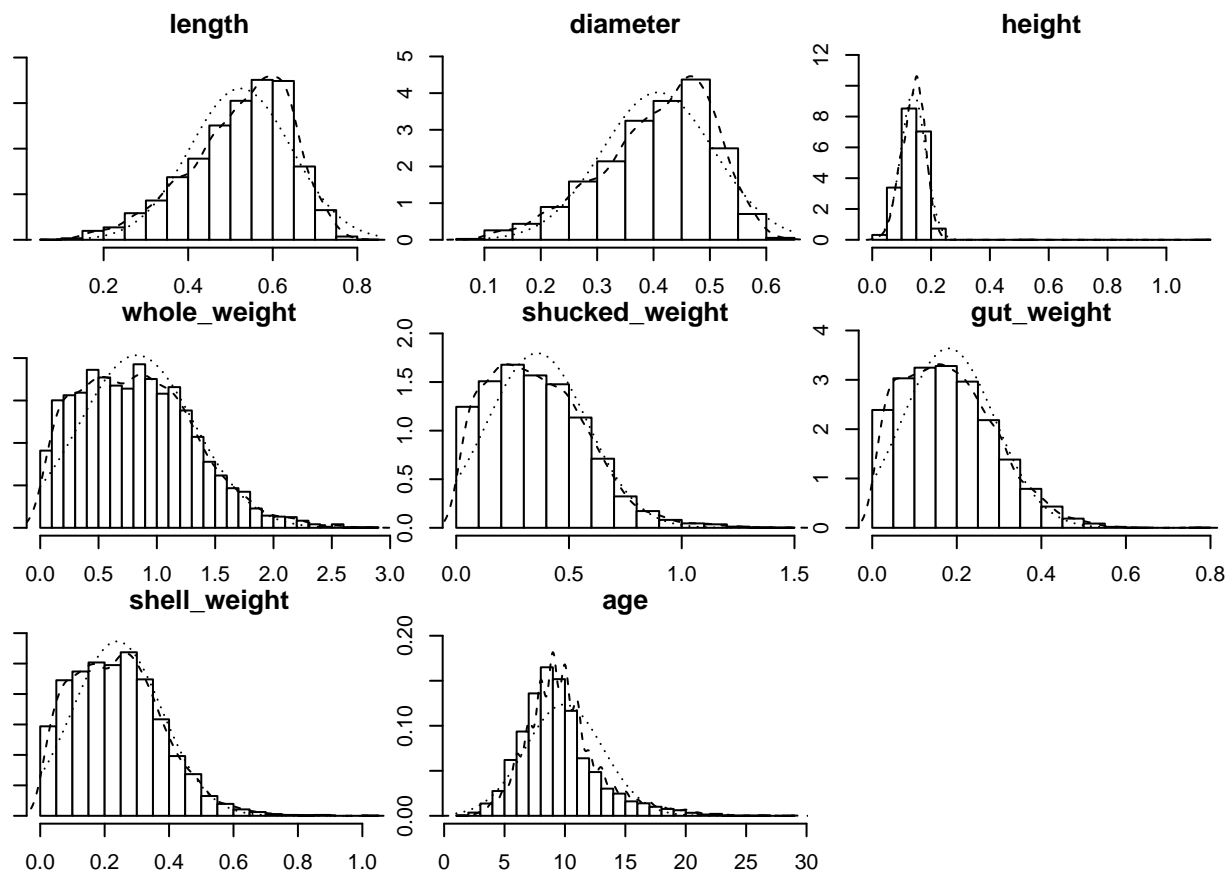 length
0.2 0.4 0.6 0.8
diameter
0 1 2 3 4 5
0.1 0.2 0.3 0.4 0.5 0.6
height
0 2 4 6 8 12
0.0 0.2 0.4 0.6 0.8 1.0
whole_weight
0.0 0.5 1.0 1.5 2.0 2.5 3.0
shucked_weight
0.0 0.5 1.0 1.5 2.0
0.0 0.5 1.0 1.5
gut_weight
0 1 2 3 4
0.0 0.2 0.4 0.6 0.8
shell_weight
0.0 0.2 0.4 0.6 0.8 1.0
age
0.00 0.10 0.20
0 5 10 15 20 25 30